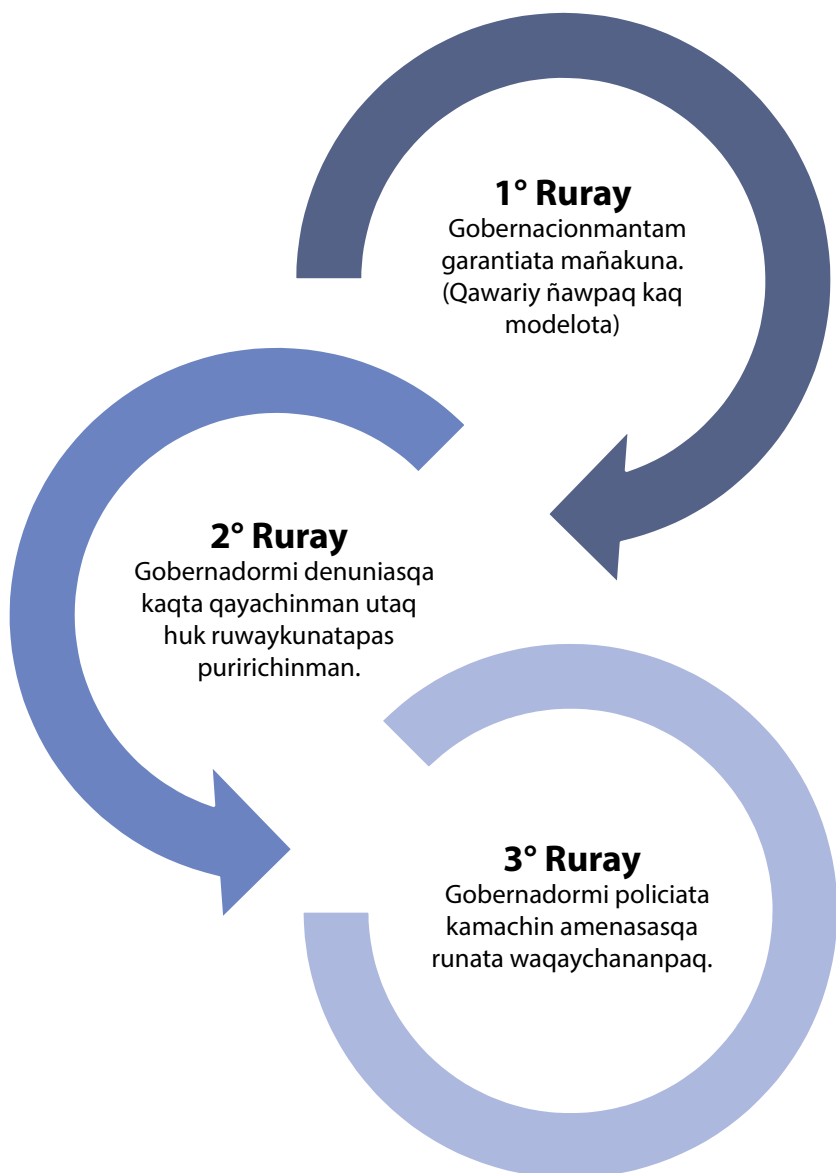 1° Ruray
Gobernacionmantam
garantiata mañakuna.
(Qawariy ñawpaq kaq
modelota)
2° Ruray
Gobernadormi denuniasqa
kaqta qayachinman utaq
huk ruwaykunatapas
puririchinman.
3° Ruray
Gobernadormi policiata
kamachin amenasasqa
runata waqaychananpaq.